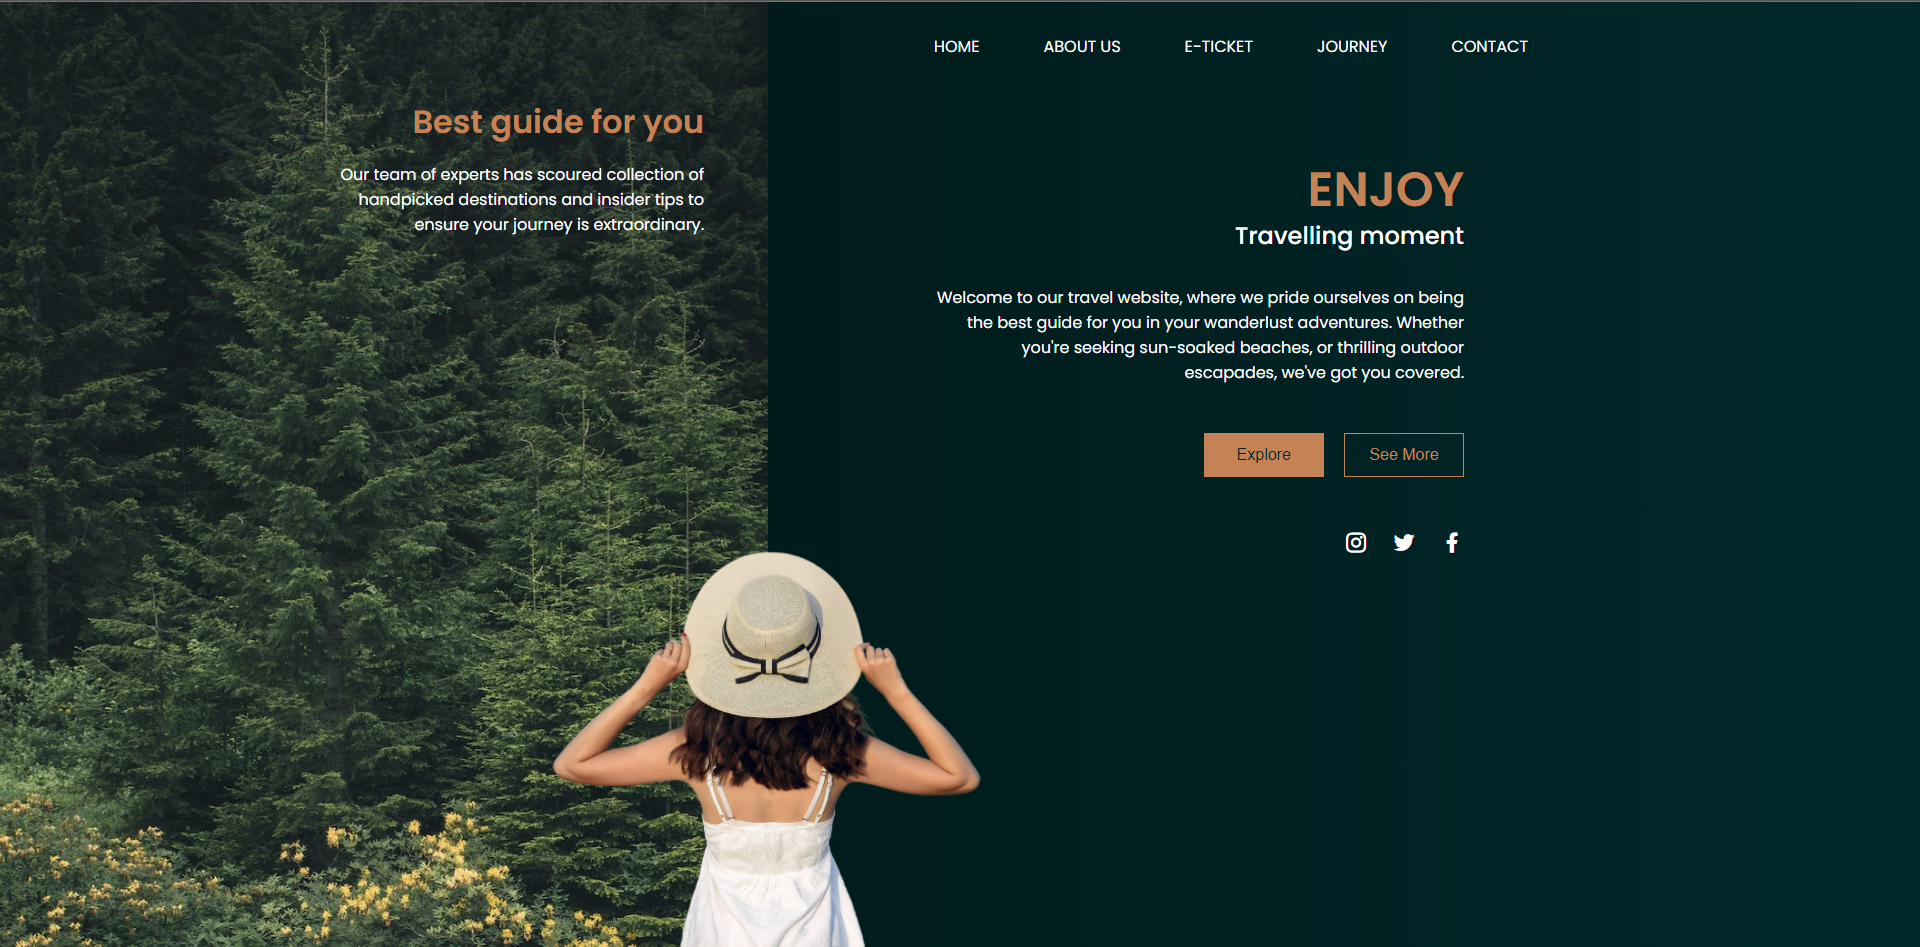 HOME
ABOUT US
E-TICKET
JOURNEY
CONTACT
Best guide for you
Our team of experts has scoured collection of
handpicked destinations and insider tips to
ensure your journey is extraordinary.
ENJOY
Travelling moment
Welcome to our travel website, where we pride ourselves on being
the best guide for you in your wanderlust adventures. Whether
you're seeking sun-soaked beaches, or thrilling outdoor
escapades, we've got you covered.
Explore
See More